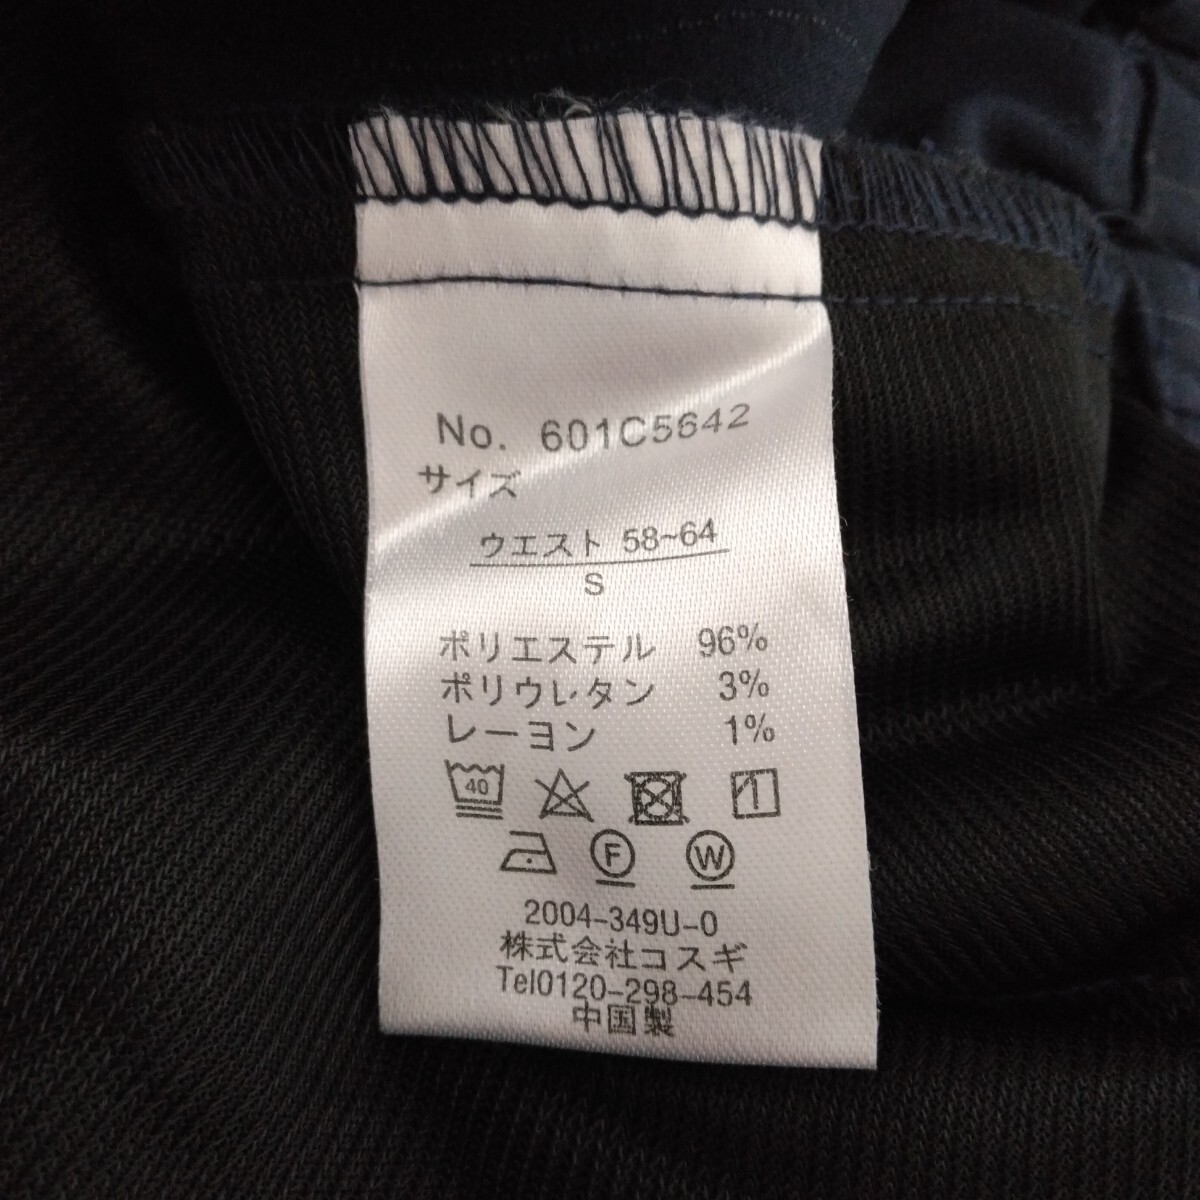 No. 601C5642
サイズ
ウエスト 58~64
S
ポリエステル 96%
ポリウレタン 3%
レーヨン 1%
40
F W
2004-349U-0
株式会社コスギ
Tel0120-298-454
中国製